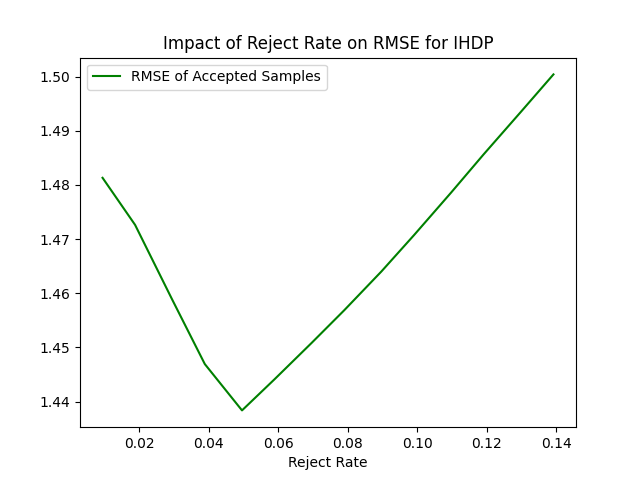 Impact of Reject Rate on RMSE for IHDP
RMSE of Accepted Samples
1.50
1.49
1.48
1.47
1.46
1.45
1.44
0.02 0.04 0.06 0.08 0.10 0.12 0.14
Reject Rate